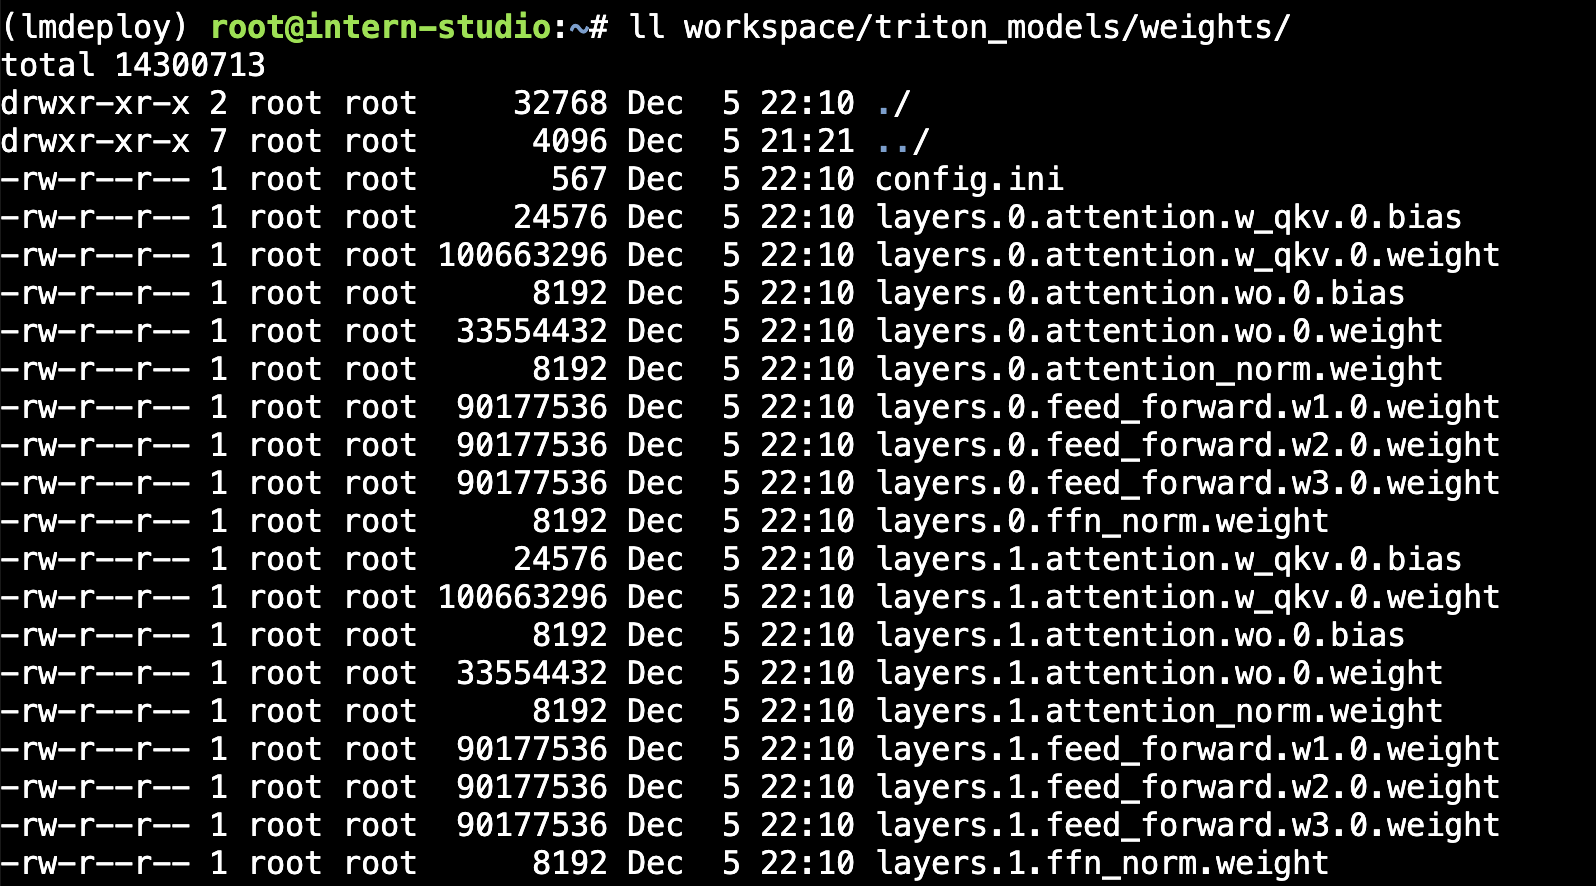 (lmdeploy) root@intern-studio:~# ll workspace/triton_models/weights/
total 14300713
drwxr-xr-x 2 root root     32768 Dec  5 22:10 ./
drwxr-xr-x 7 root root      4096 Dec  5 21:21 ../
-rw-r--r-- 1 root root       567 Dec  5 22:10 config.ini
-rw-r--r-- 1 root root     24576 Dec  5 22:10 layers.0.attention.w_qkv.0.bias
-rw-r--r-- 1 root root 100663296 Dec  5 22:10 layers.0.attention.w_qkv.0.weight
-rw-r--r-- 1 root root      8192 Dec  5 22:10 layers.0.attention.wo.0.bias
-rw-r--r-- 1 root root  33554432 Dec  5 22:10 layers.0.attention.wo.0.weight
-rw-r--r-- 1 root root      8192 Dec  5 22:10 layers.0.attention_norm.weight
-rw-r--r-- 1 root root  90177536 Dec  5 22:10 layers.0.feed_forward.w1.0.weight
-rw-r--r-- 1 root root  90177536 Dec  5 22:10 layers.0.feed_forward.w2.0.weight
-rw-r--r-- 1 root root  90177536 Dec  5 22:10 layers.0.feed_forward.w3.0.weight
-rw-r--r-- 1 root root      8192 Dec  5 22:10 layers.0.ffn_norm.weight
-rw-r--r-- 1 root root     24576 Dec  5 22:10 layers.1.attention.w_qkv.0.bias
-rw-r--r-- 1 root root 100663296 Dec  5 22:10 layers.1.attention.w_qkv.0.weight
-rw-r--r-- 1 root root      8192 Dec  5 22:10 layers.1.attention.wo.0.bias
-rw-r--r-- 1 root root  33554432 Dec  5 22:10 layers.1.attention.wo.0.weight
-rw-r--r-- 1 root root      8192 Dec  5 22:10 layers.1.attention_norm.weight
-rw-r--r-- 1 root root  90177536 Dec  5 22:10 layers.1.feed_forward.w1.0.weight
-rw-r--r-- 1 root root  90177536 Dec  5 22:10 layers.1.feed_forward.w2.0.weight
-rw-r--r-- 1 root root  90177536 Dec  5 22:10 layers.1.feed_forward.w3.0.weight
-rw-r--r-- 1 root root      8192 Dec  5 22:10 layers.1.ffn_norm.weight